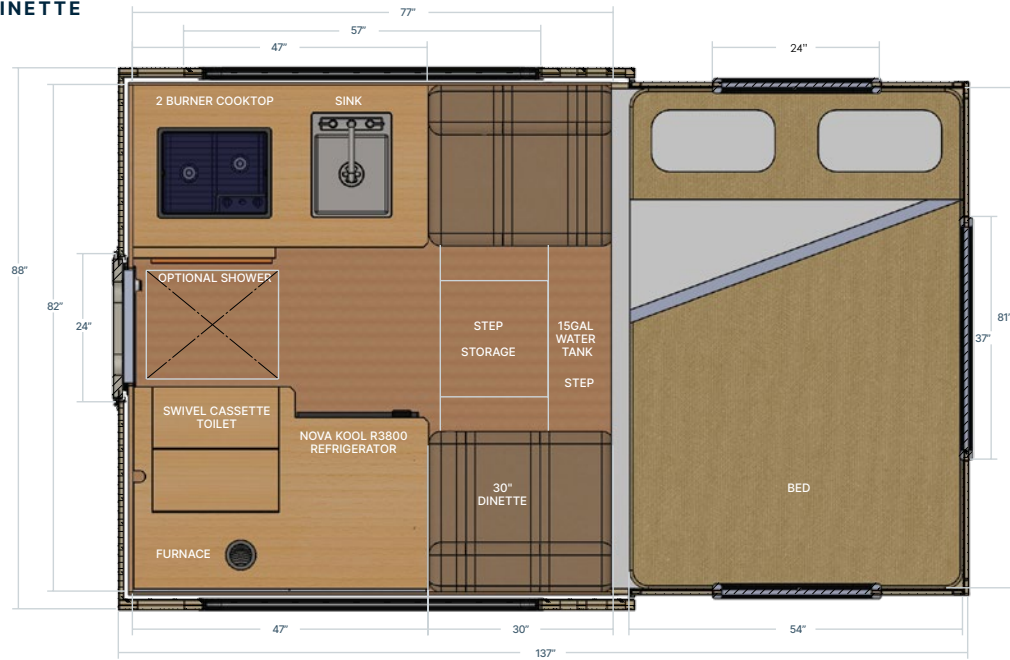 INETTE
77"
57"
47"
24"
2 BURNER COOKTOP
SINK
88"
82"
24"
OPTIONAL SHOWER
STEP
STORAGE
15GAL
WATER
TANK
STEP
81"
37"
SWIVEL CASSETTE
TOILET
NOVA KOOL R3800
REFRIGERATOR
30"
DINETTE
BED
FURNACE
47"
30"
54"
137"